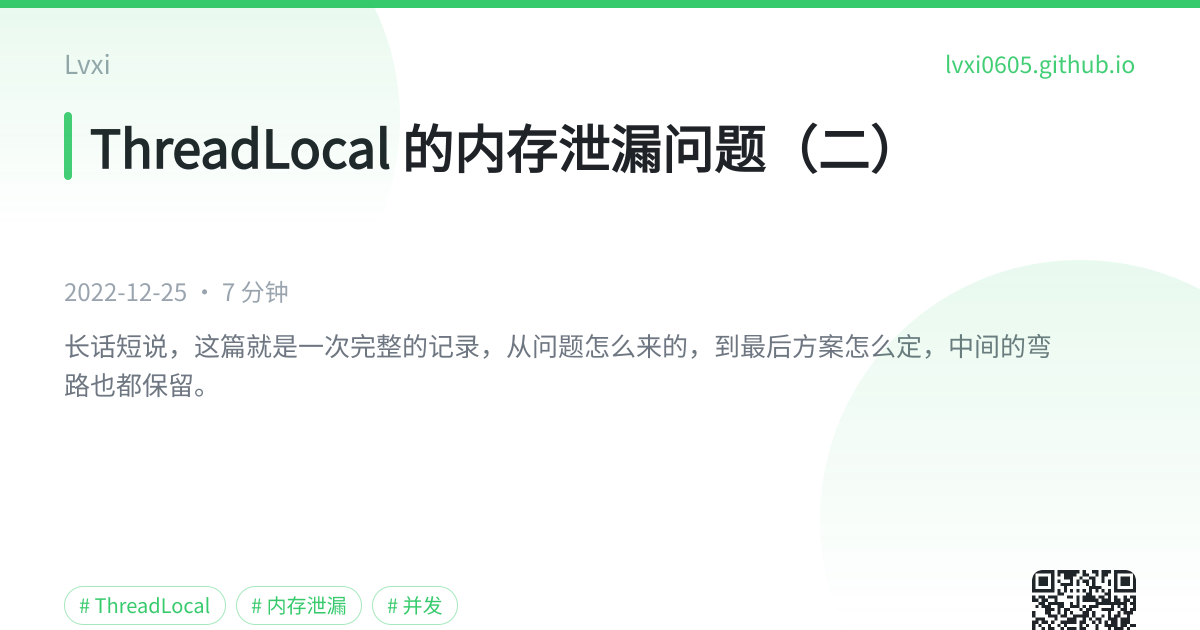 Lvxi
lvxi0605.github.io
ThreadLocal 的内存泄漏问题（二）
2022-12-25 · 7 分钟
长话短说，这篇就是一次完整的记录，从问题怎么来的，到最后方案怎么定，中间的弯
路也都保留。
# ThreadLocal
# 内存泄漏
# 并发